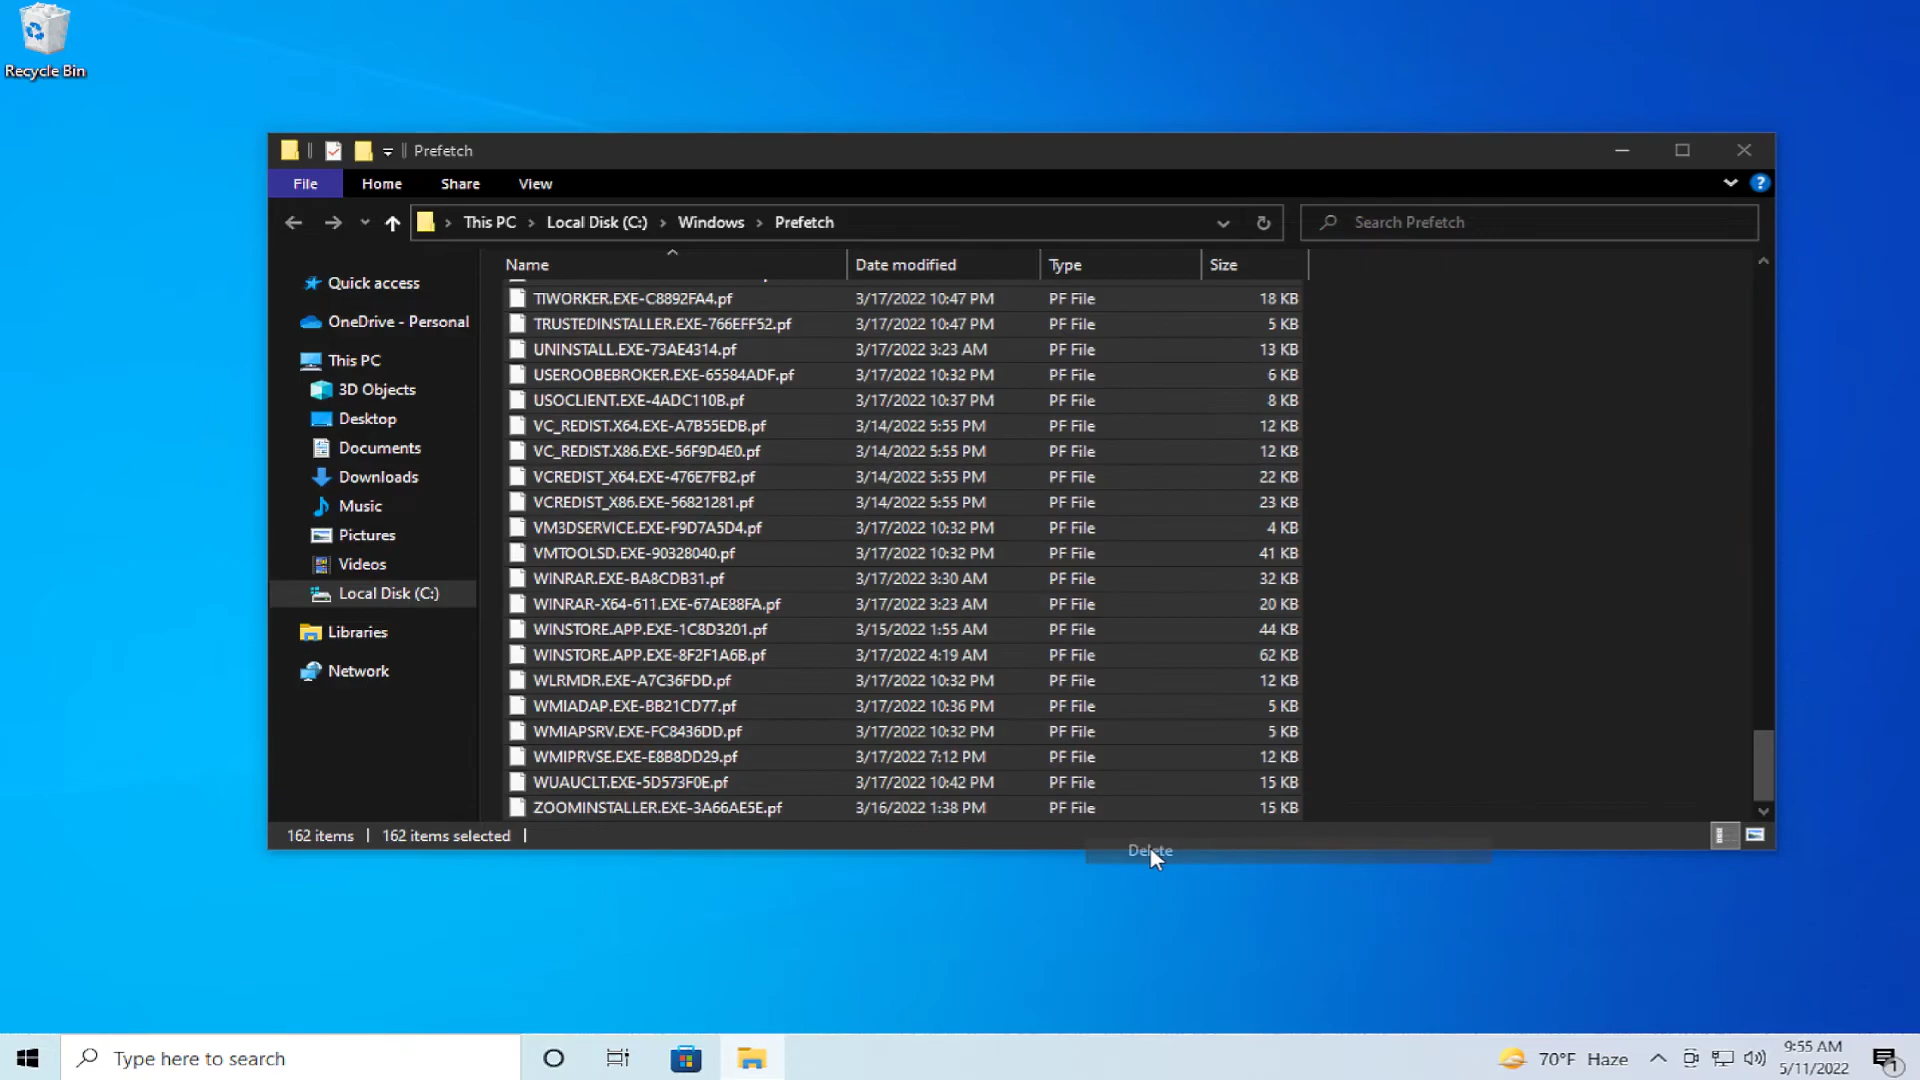 Recycle Bin
Prefetch
File Home Share View
This PC Local Disk (C:) Windows Prefetch Search Prefetch
Name Date modified Type Size
Quick access
OneDrive - Personal
This PC
3D Objects
Desktop
Documents
Downloads
Music
Pictures
Videos
Local Disk (C:)
Libraries
Network
TIWORKER.EXE-C8892FA4.pf 3/17/2022 10:47 PM PF File 18 KB
TRUSTEDINSTALLER.EXE-766EFF52.pf 3/17/2022 10:47 PM PF File 5 KB
UNINSTALL.EXE-73AE4314.pf 3/17/2022 3:23 AM PF File 13 KB
USEROOBEBROKER.EXE-65584ADF.pf 3/17/2022 10:32 PM PF File 6 KB
USOCLIENT.EXE-4ADC110B.pf 3/17/2022 10:37 PM PF File 8 KB
VC_REDIST.X64.EXE-A7B55EDB.pf 3/14/2022 5:55 PM PF File 12 KB
VC_REDIST.X86.EXE-56F9D4E0.pf 3/14/2022 5:55 PM PF File 12 KB
VCREDIST_X64.EXE-476E7FB2.pf 3/14/2022 5:55 PM PF File 22 KB
VCREDIST_X86.EXE-56821281.pf 3/14/2022 5:55 PM PF File 23 KB
VM3DSERVICE.EXE-F9D7A5D4.pf 3/17/2022 10:32 PM PF File 4 KB
VMTOOLSD.EXE-90328040.pf 3/17/2022 10:32 PM PF File 41 KB
WINRAR.EXE-BA8CDB31.pf 3/17/2022 3:30 AM PF File 32 KB
WINRAR-X64-611.EXE-67AE88FA.pf 3/17/2022 3:23 AM PF File 20 KB
WINSTORE.APP.EXE-1C8D3201.pf 3/15/2022 1:55 AM PF File 44 KB
WINSTORE.APP.EXE-8F2F1A6B.pf 3/17/2022 4:19 AM PF File 62 KB
WLRMDR.EXE-A7C36FDD.pf 3/17/2022 10:32 PM PF File 12 KB
WMIADAP.EXE-BB21CD77.pf 3/17/2022 10:36 PM PF File 5 KB
WMIAPSRV.EXE-FC8436DD.pf 3/17/2022 10:32 PM PF File 5 KB
WMIPRVSE.EXE-E8B8DD29.pf 3/17/2022 7:12 PM PF File 12 KB
WUAUCLT.EXE-5D573F0E.pf 3/17/2022 10:42 PM PF File 15 KB
ZOOMINSTALLER.EXE-3A66AE5E.pf 3/16/2022 1:38 PM PF File 15 KB
162 items 162 items selected
Delete
Type here to search
70°F Haze
9:55 AM
5/11/2022
1